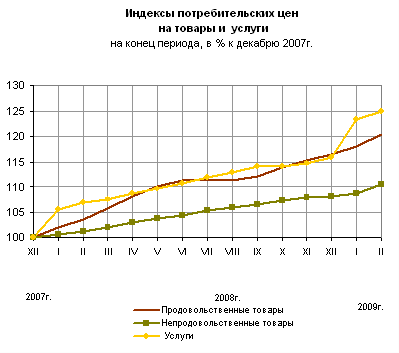 Индексы потребительских цен
на товары и услуги
на конец периода, в % к декабрю 2007г.
130
125
120
115
110
105
100
XII I II III IV V VI VII VIII IX X XI XII I II
2007г. 2008г. 2009г.
Продовольственные товары
Непродовольственные товары
Услуги